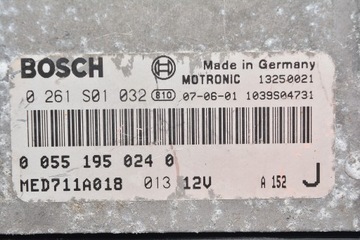 BOSCH
Made in Germany
MOTRONIC 13250021
0 261 S01 032 810 07-06-01 1039S04731
0 055 195 024 0
MED711A018 013 12V A 152 J